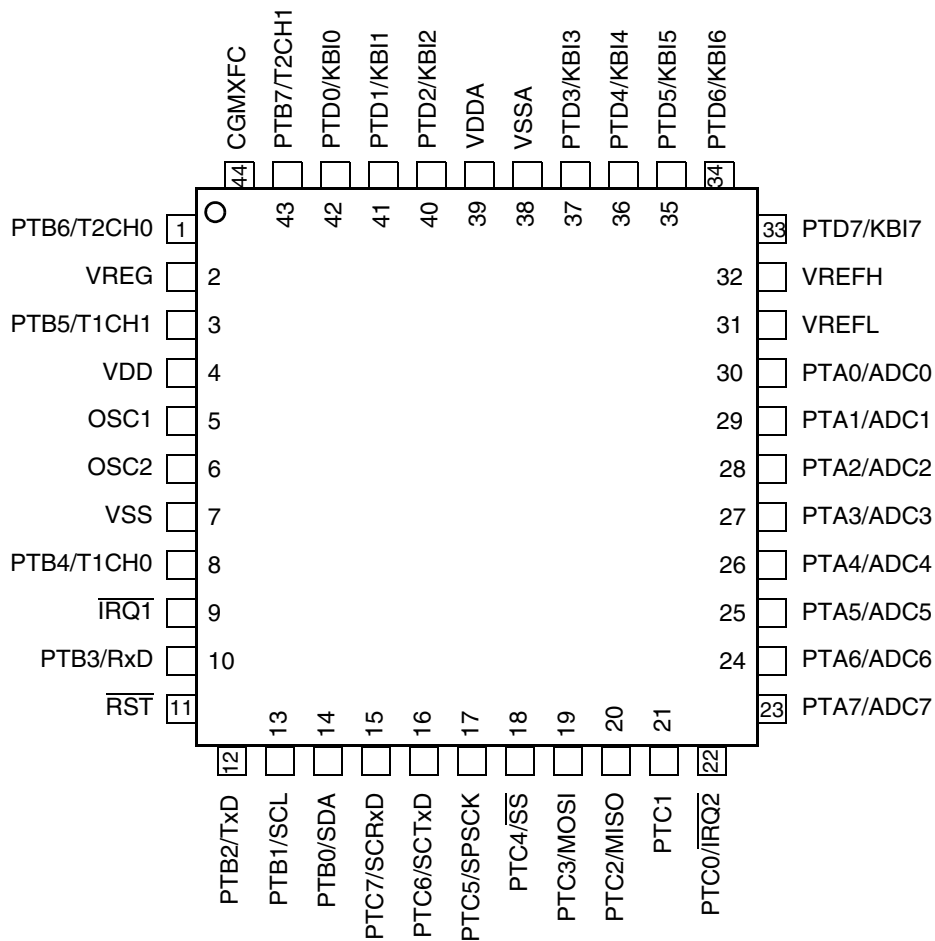 CGMXFC
PTB7/T2CH1
PTD0/KBI0
PTD1/KBI1
PTD2/KBI2
VDDA
VSSA
PTD3/KBI3
PTD4/KBI4
PTD5/KBI5
PTD6/KBI6
44
43
42
41
40
39
38
37
36
35
34
PTB6/T2CH0 1
VREG 2
PTB5/T1CH1 3
VDD 4
OSC1 5
OSC2 6
VSS 7
PTB4/T1CH0 8
I̅R̅Q̅1̅ 9
PTB3/RxD 10
R̅S̅T̅ 11
33 PTD7/KBI7
32 VREFH
31 VREFL
30 PTA0/ADC0
29 PTA1/ADC1
28 PTA2/ADC2
27 PTA3/ADC3
26 PTA4/ADC4
25 PTA5/ADC5
24 PTA6/ADC6
23 PTA7/ADC7
12
13
14
15
16
17
18
19
20
21
22
PTB2/TxD
PTB1/SCL
PTB0/SDA
PTC7/SCRxD
PTC6/SCTxD
PTC5/SPSCK
PTC4/S̅S̅
PTC3/MOSI
PTC2/MISO
PTC1
PTC0/I̅R̅Q̅2̅